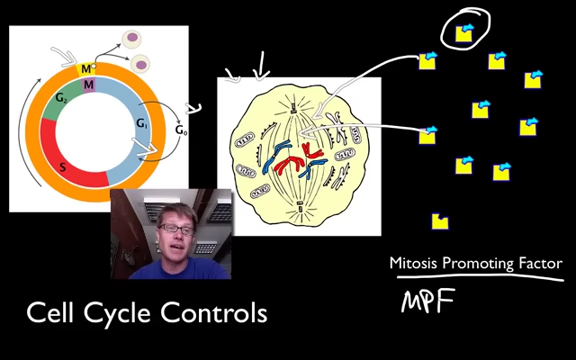 M
M
G2
G1
G0
S
Mitosis Promoting Factor
MPF
Cell Cycle Controls